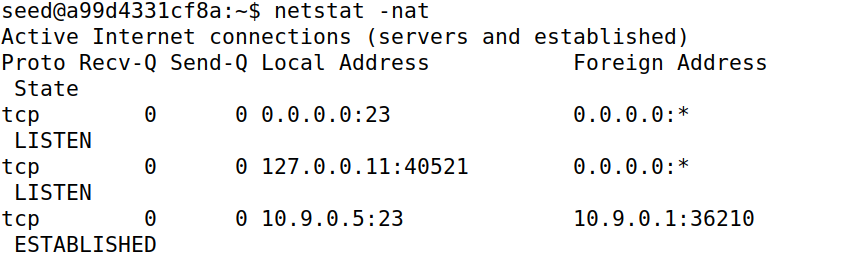 seed@a99d4331cf8a:~$ netstat -nat
Active Internet connections (servers and established)
Proto Recv-Q Send-Q Local Address           Foreign Address
 State
tcp        0      0 0.0.0.0:23              0.0.0.0:*
 LISTEN
tcp        0      0 127.0.0.11:40521        0.0.0.0:*
 LISTEN
tcp        0      0 10.9.0.5:23             10.9.0.1:36210
 ESTABLISHED